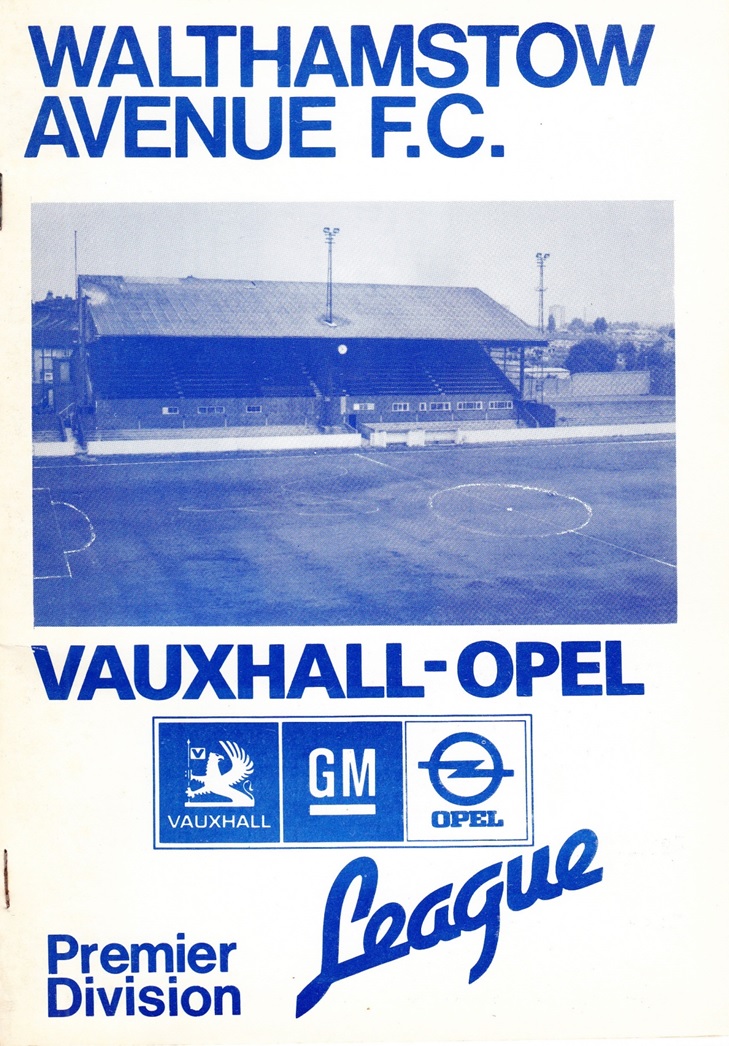 WALTHAMSTOW
AVENUE F.C.
VAUXHALL-OPEL
V
VAUXHALL
GM
OPEL
League
Premier
Division